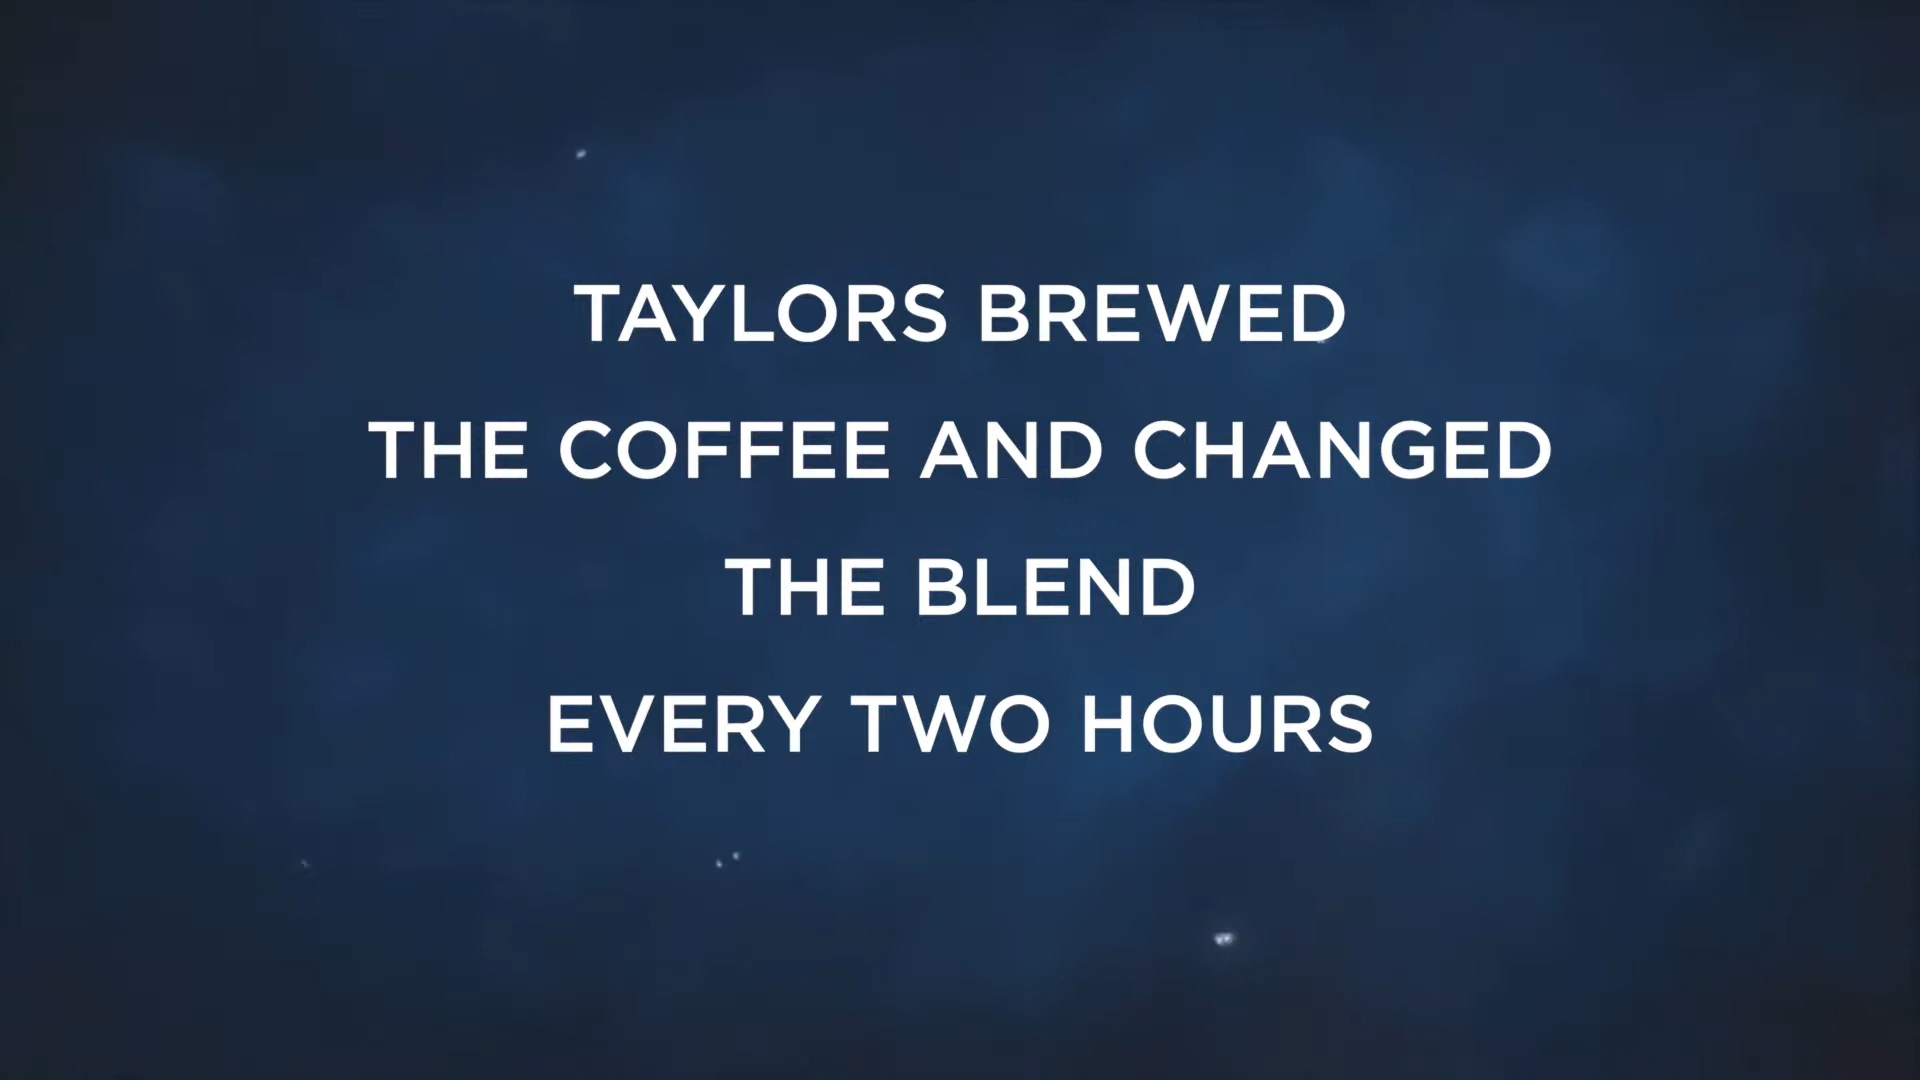 TAYLORS BREWED
THE COFFEE AND CHANGED
THE BLEND
EVERY TWO HOURS